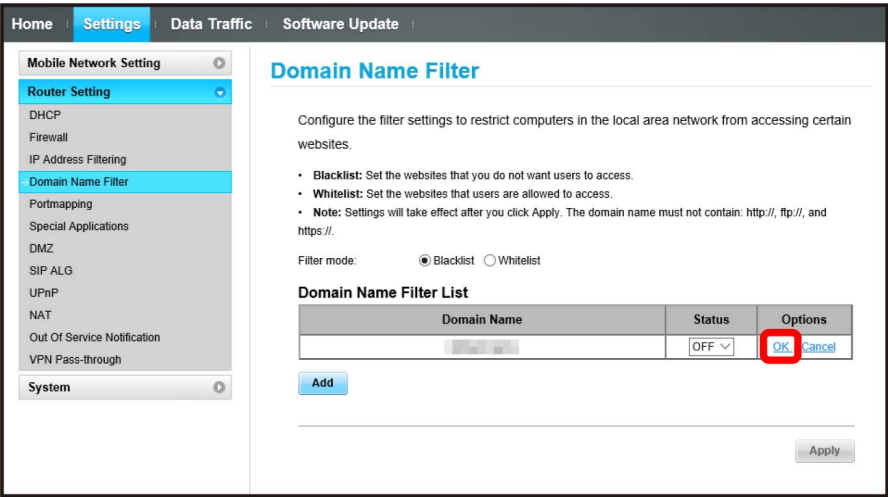 Home Settings Data Traffic Software Update
Mobile Network Setting
Router Setting
DHCP
Firewall
IP Address Filtering
Domain Name Filter
Portmapping
Special Applications
DMZ
SIP ALG
UPnP
NAT
Out Of Service Notification
VPN Pass-through
System
Domain Name Filter
Configure the filter settings to restrict computers in the local area network from accessing certain
websites.
• Blacklist: Set the websites that you do not want users to access.
• Whitelist: Set the websites that users are allowed to access.
• Note: Settings will take effect after you click Apply. The domain name must not contain: http://, ftp://, and
https://.
Filter mode: Blacklist Whitelist
Domain Name Filter List
Domain Name Status Options
OFF OK Cancel
Add
Apply